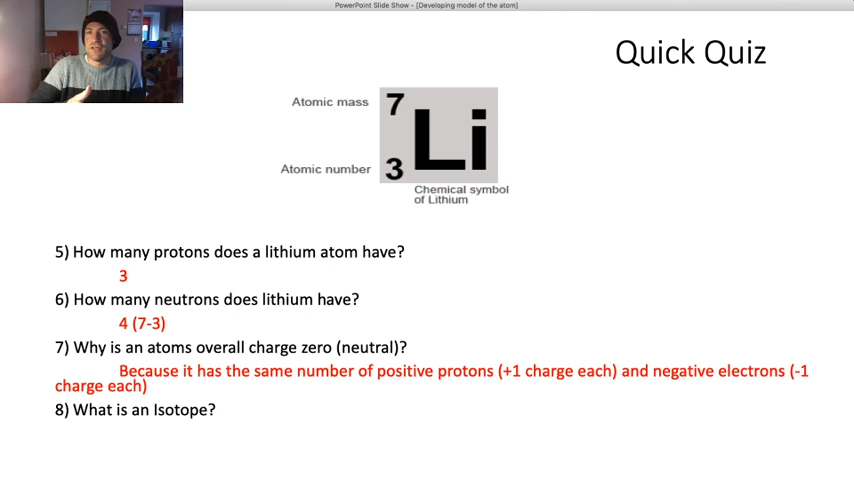 PowerPoint Slide Show - [Developing model of the atom]
Quick Quiz
Atomic mass
7
Li
Atomic number
3
Chemical symbol
of Lithium
5) How many protons does a lithium atom have?
3
6) How many neutrons does lithium have?
4 (7-3)
7) Why is an atoms overall charge zero (neutral)?
Because it has the same number of positive protons (+1 charge each) and negative electrons (-1
charge each)
8) What is an Isotope?